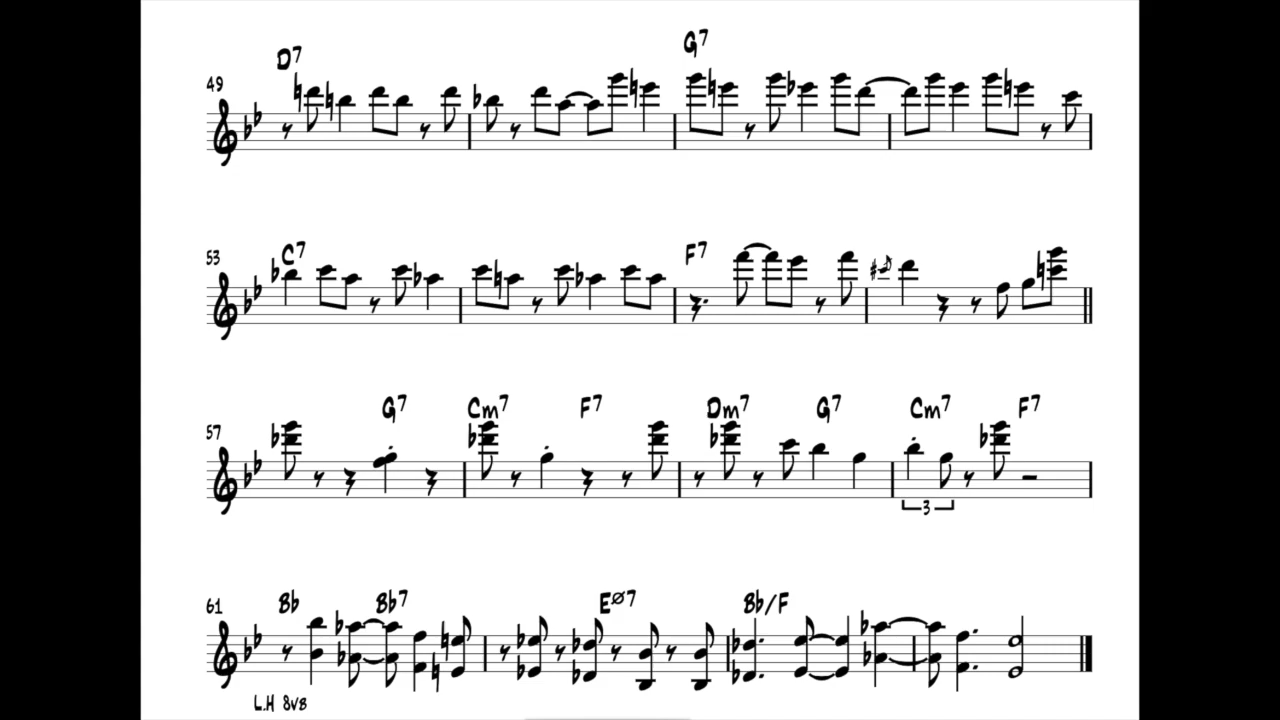 D7 G7
49
C7 F7
53
G7 Cm7 F7 Dm7 G7 Cm7 F7
57
3
Bb Bb7 EØ7 Bb/F
61
L.H 8VB